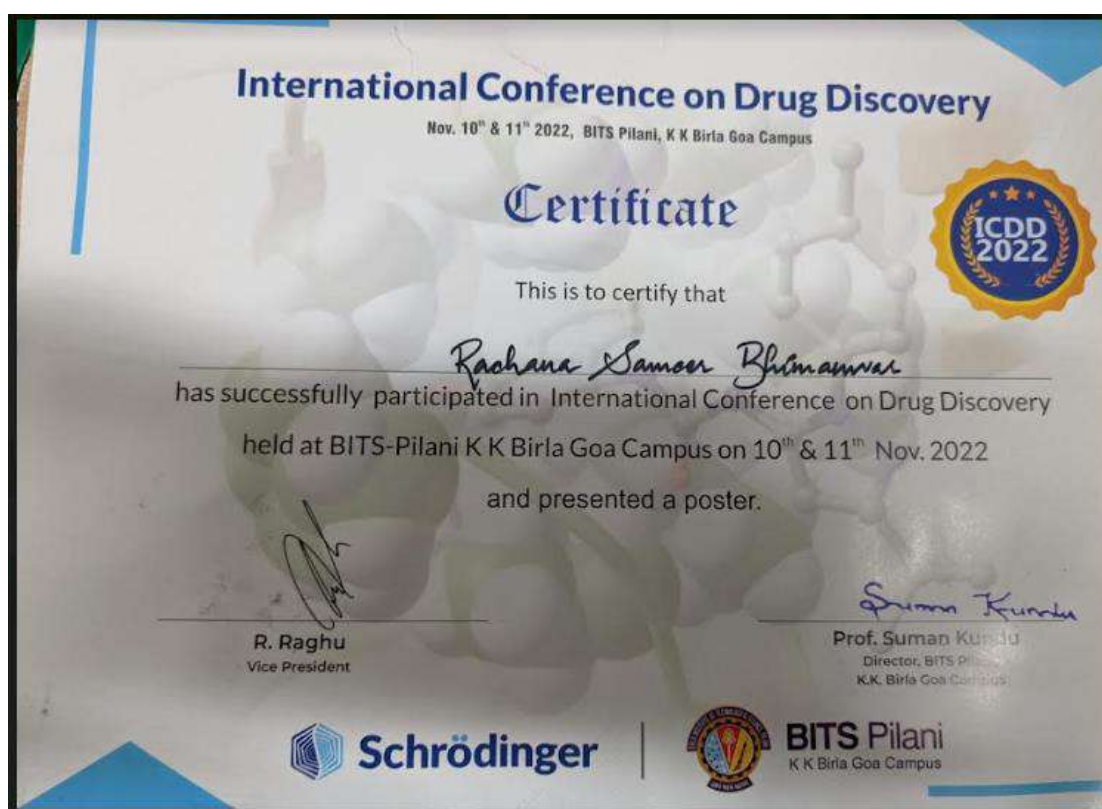 International Conference on Drug Discovery
Nov. 10th & 11th 2022, BITS Pilani, K K Birla Goa Campus
Certificate
ICDD
2022
This is to certify that
Rachana Sameer Bhimanwar
has successfully participated in International Conference on Drug Discovery
held at BITS-Pilani K K Birla Goa Campus on 10th & 11th Nov. 2022
and presented a poster.
Suman Kundu
R. Raghu
Vice President
Prof. Suman Kundu
Director, BITS Pilani
K.K. Birla Goa Campus
Schrödinger
BITS Pilani
K K Birla Goa Campus